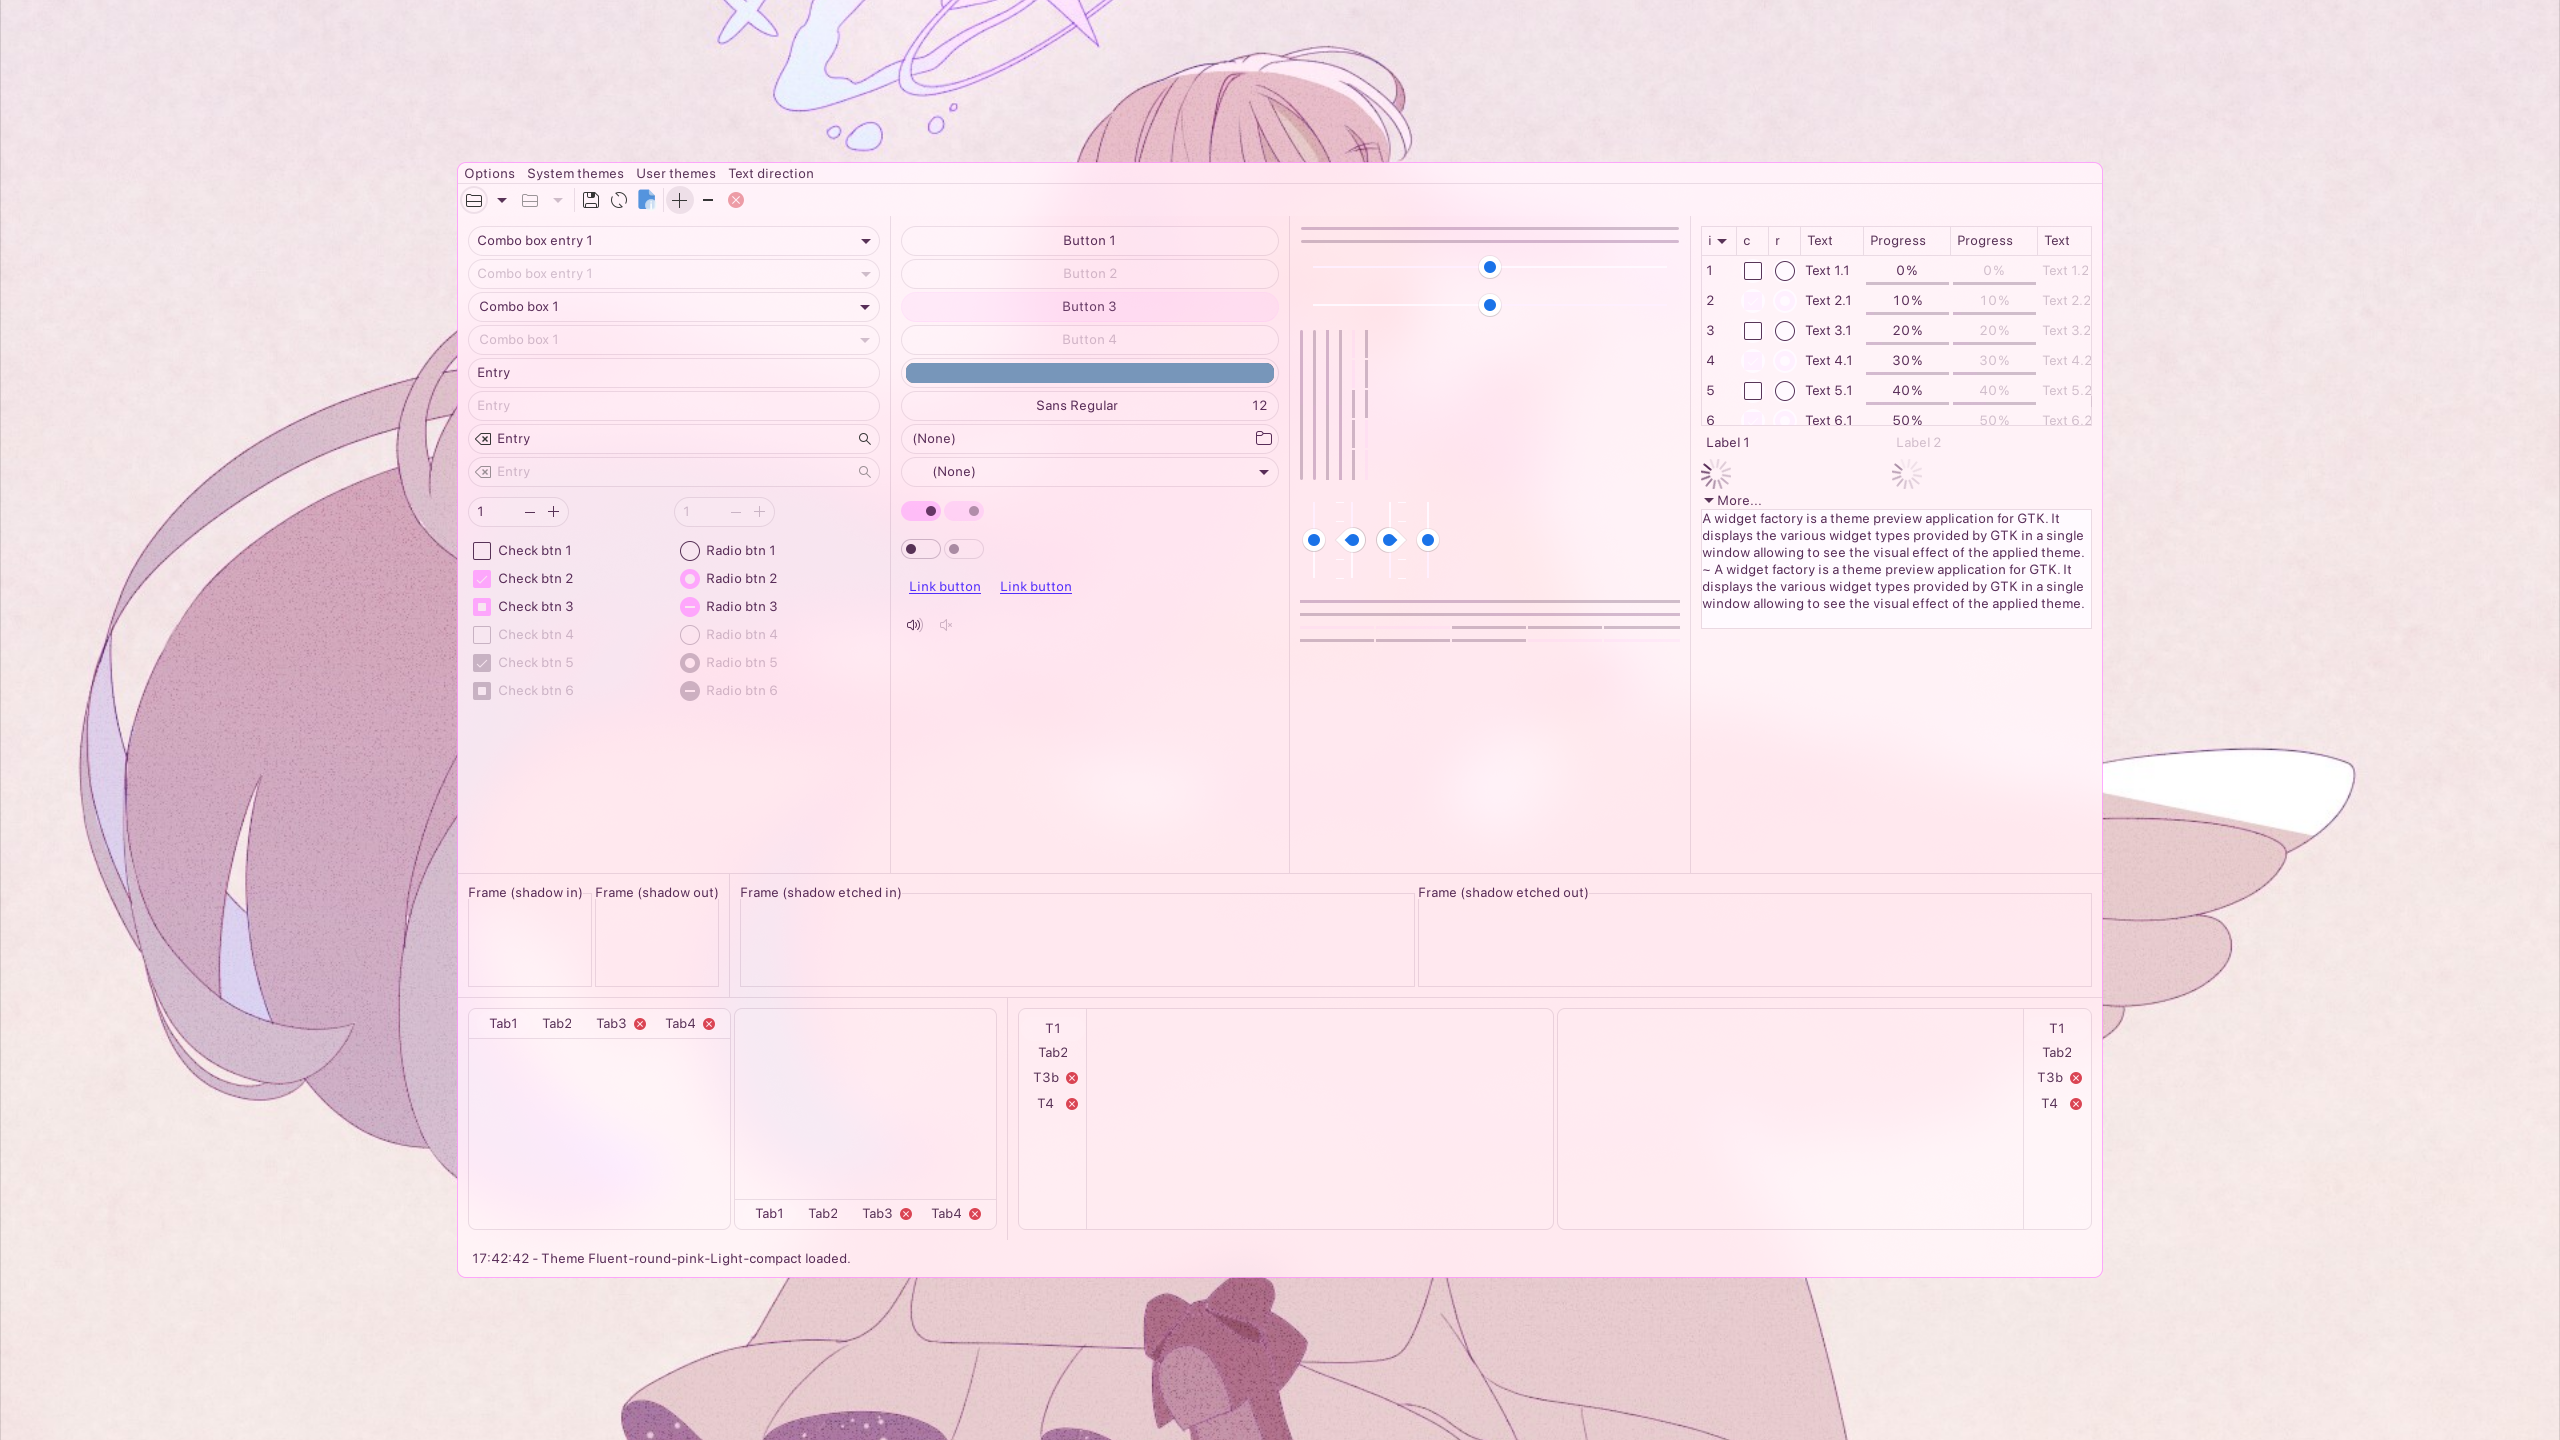 Options System themes User themes Text direction
Combo box entry 1
Combo box entry 1
Combo box 1
Combo box 1
Entry
Entry
Entry
Entry
1 1
Check btn 1 Radio btn 1
Check btn 2 Radio btn 2
Check btn 3 Radio btn 3
Check btn 4 Radio btn 4
Check btn 5 Radio btn 5
Check btn 6 Radio btn 6
Button 1
Button 2
Button 3
Button 4
Sans Regular 12
(None)
(None)
Link button Link button
i c r Text Progress Progress Text
1 Text 1.1 0% 0% Text 1.2
2 Text 2.1 10% 10% Text 2.2
3 Text 3.1 20% 20% Text 3.2
4 Text 4.1 30% 30% Text 4.2
5 Text 5.1 40% 40% Text 5.2
6 Text 6.1 50% 50% Text 6.2
Label 1 Label 2
More...
A widget factory is a theme preview application for GTK. It
displays the various widget types provided by GTK in a single
window allowing to see the visual effect of the applied theme.
~ A widget factory is a theme preview application for GTK. It
displays the various widget types provided by GTK in a single
window allowing to see the visual effect of the applied theme.
Frame (shadow in) Frame (shadow out) Frame (shadow etched in) Frame (shadow etched out)
Tab1 Tab2 Tab3 Tab4
Tab1 Tab2 Tab3 Tab4
T1
Tab2
T3b
T4
T1
Tab2
T3b
T4
17:42:42 - Theme Fluent-round-pink-Light-compact loaded.